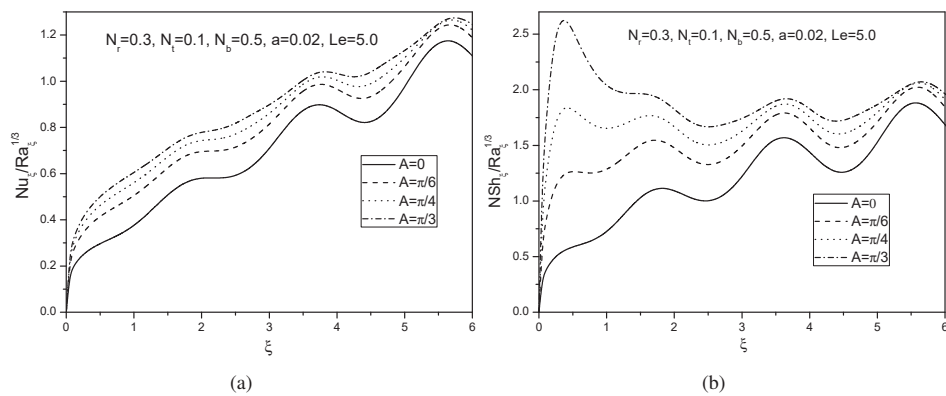 N_r=0.3, N_t=0.1, N_b=0.5, a=0.02, Le=5.0
Nu_ξ/Ra_ξ^{1/3}
1.2
1.0
0.8
0.6
0.4
0.2
0.0
A=0
A=π/6
A=π/4
A=π/3
0 1 2 3 4 5 6
ξ
(a)
N_r=0.3, N_t=0.1, N_b=0.5, a=0.02, Le=5.0
NSh_ξ/Ra_ξ^{1/3}
2.5
2.0
1.5
1.0
0.5
0.0
A=0
A=π/6
A=π/4
A=π/3
0 1 2 3 4 5 6
ξ
(b)